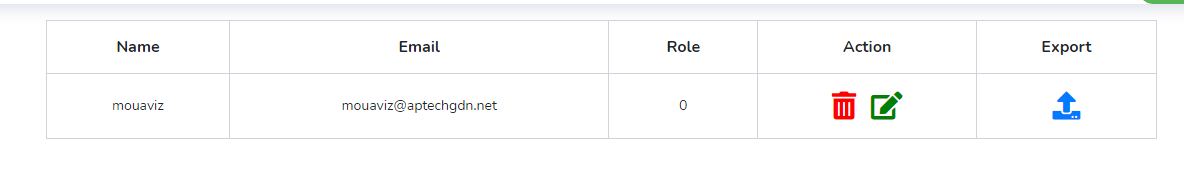 Name Email Role Action Export
mouaviz mouaviz@aptechgdn.net 0